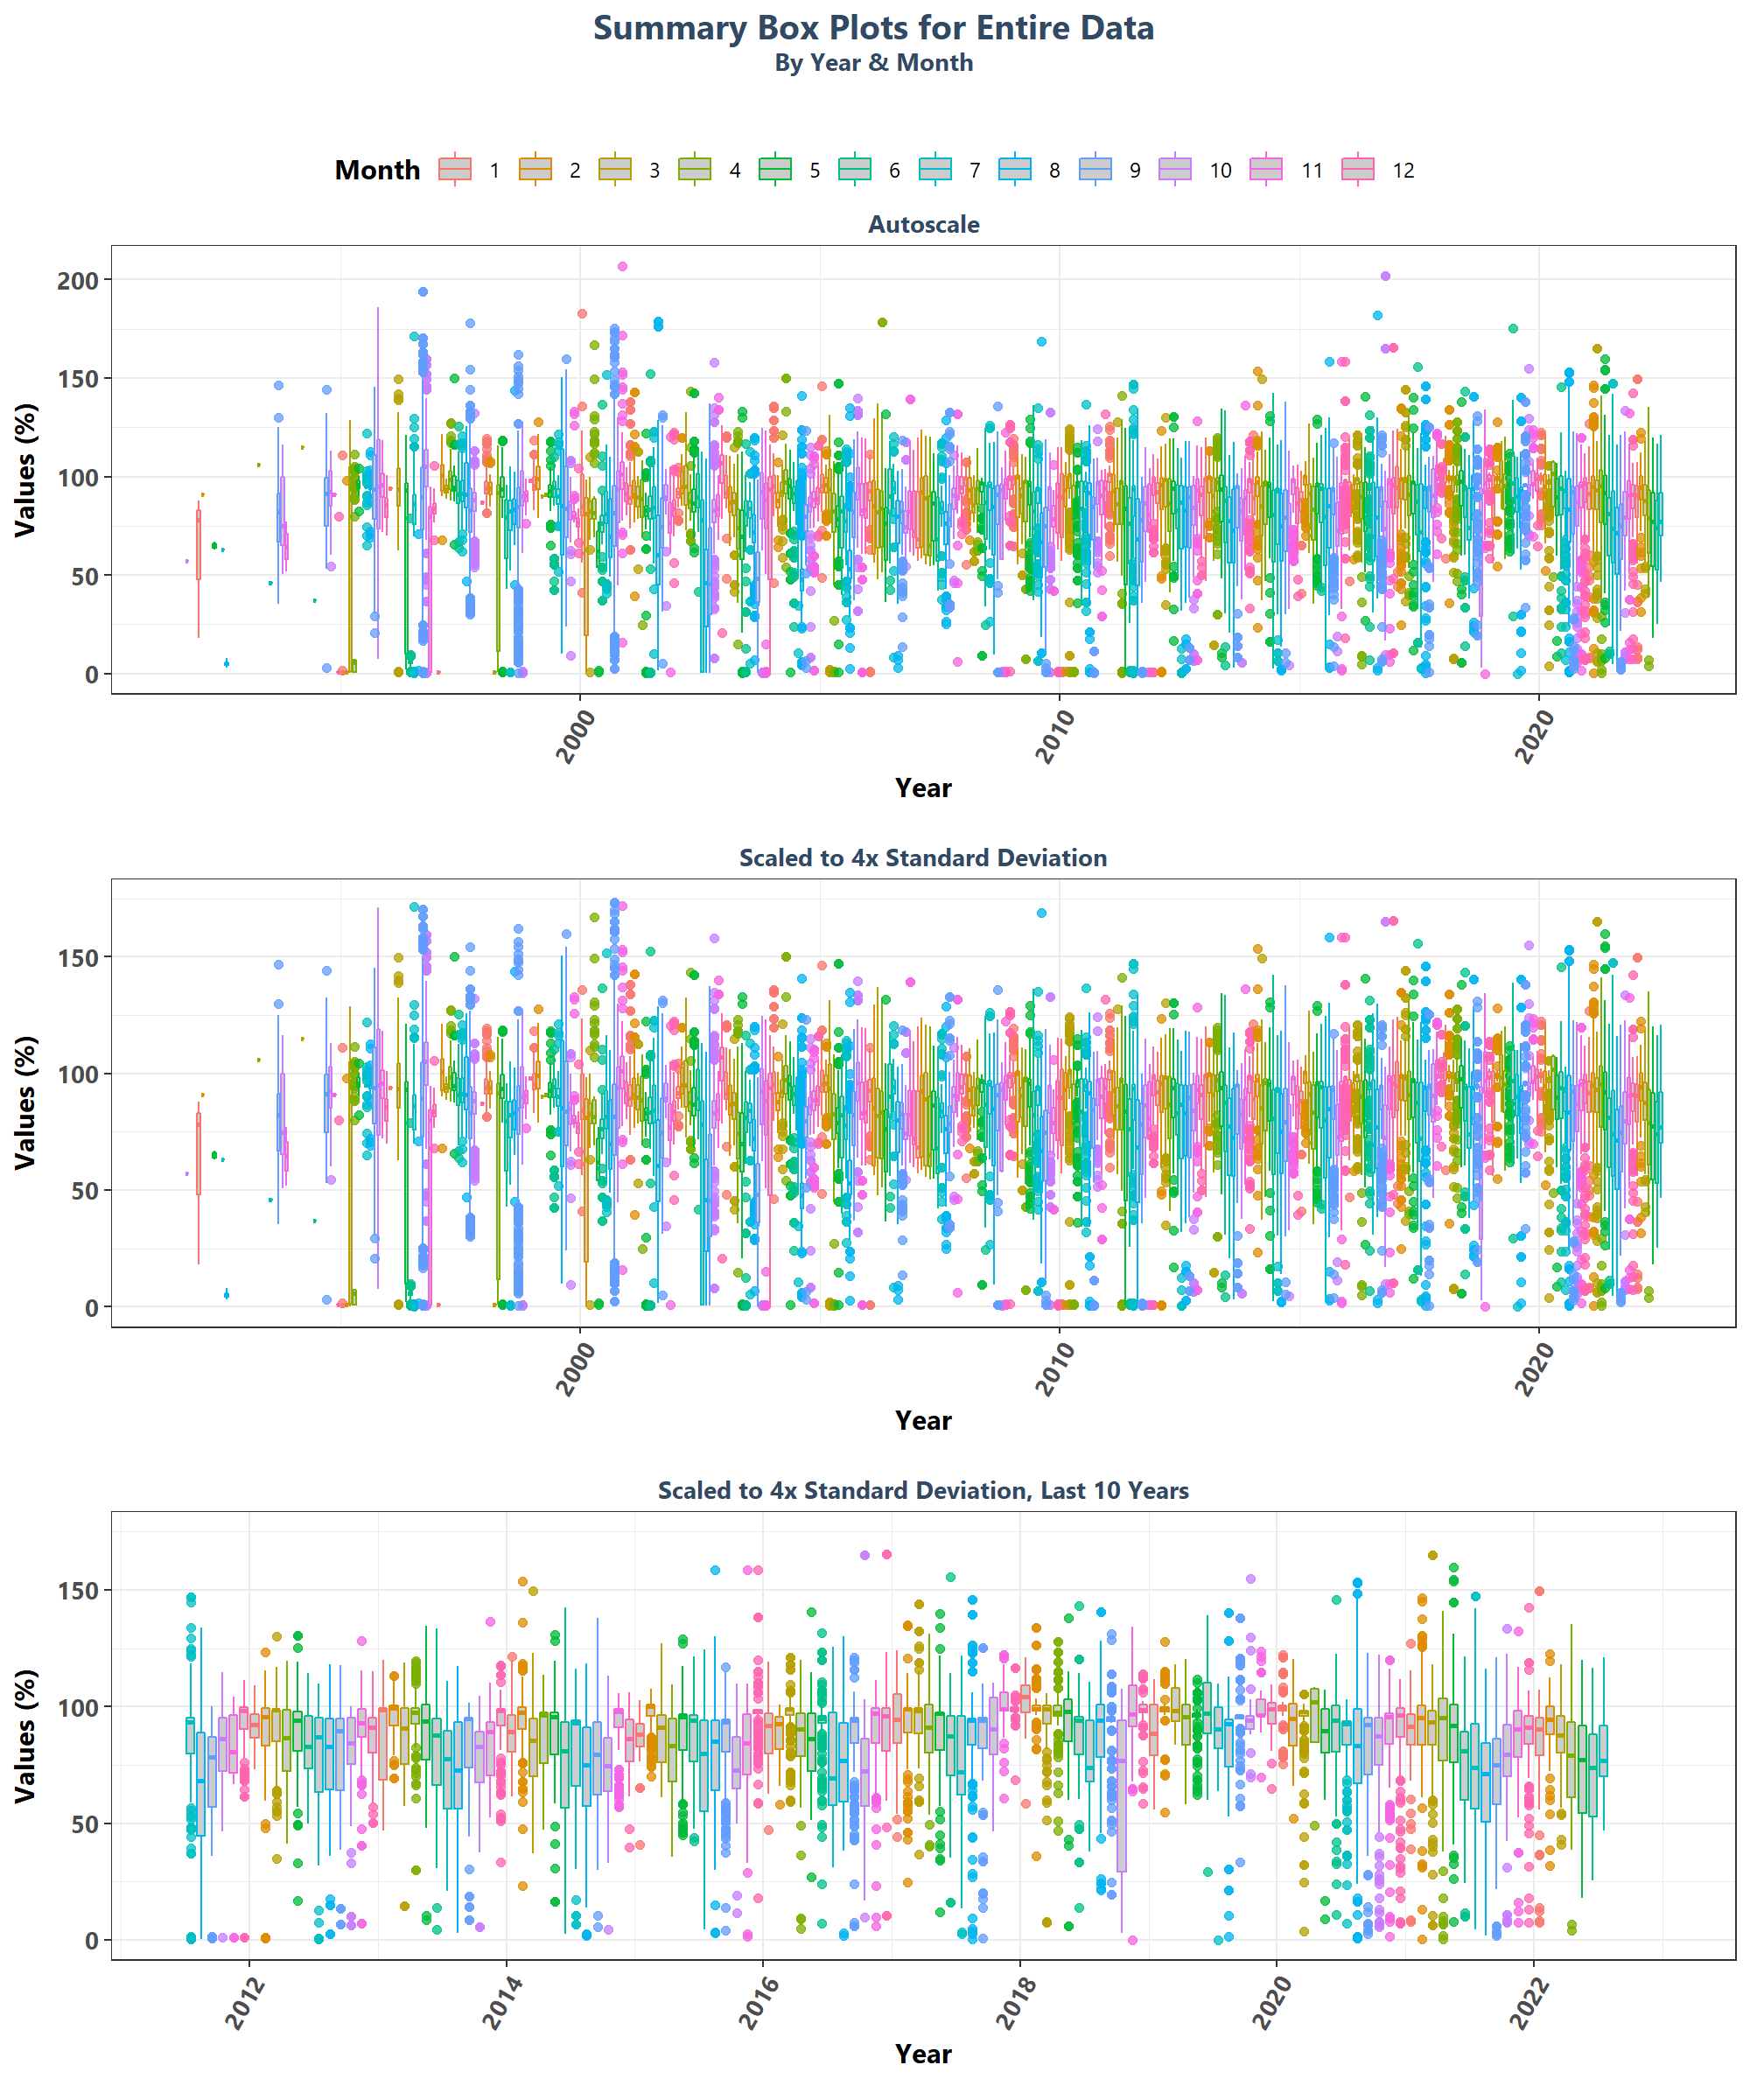 Summary Box Plots for Entire Data
By Year & Month
Month 1 2 3 4 5 6 7 8 9 10 11 12
Autoscale
Values (%)
200
150
100
50
0
2000 2010 2020
Year
Scaled to 4x Standard Deviation
Values (%)
150
100
50
0
2000 2010 2020
Year
Scaled to 4x Standard Deviation, Last 10 Years
Values (%)
150
100
50
0
2012 2014 2016 2018 2020 2022
Year